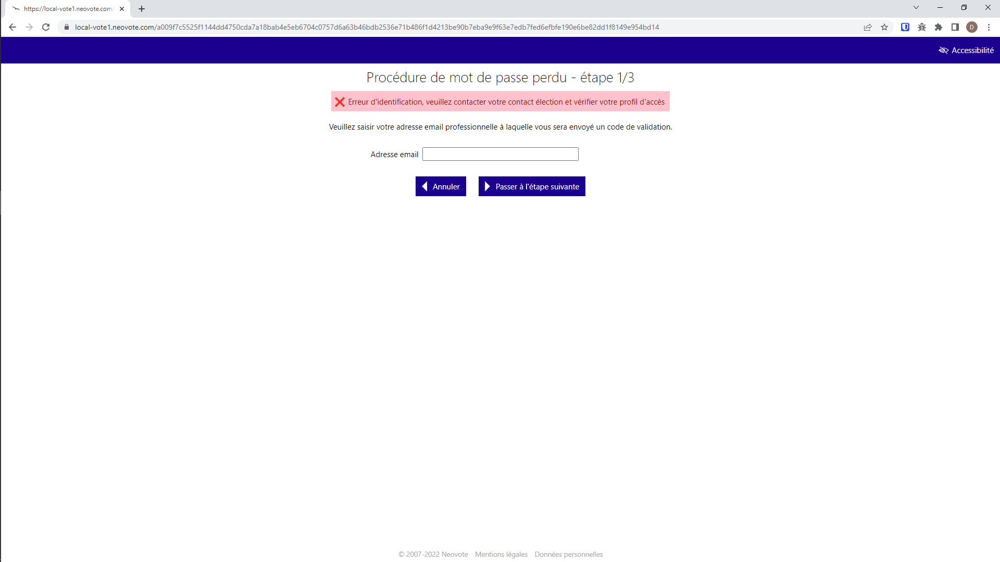 https://local-vote1.neovote.com/
local-vote1.neovote.com/a009f7c5525f1144dd4750cda7a18bab4e5eb6704c0757d6a63b46bdb2536e71b486f1d4213be90b7eba9e9f63e7edb7fed6efbfe190e6be82dd1f8149e954bd14
D
Accessibilité
Procédure de mot de passe perdu - étape 1/3
Erreur d'identification, veuillez contacter votre contact élection et vérifier votre profil d'accès
Veuillez saisir votre adresse email professionnelle à laquelle vous sera envoyé un code de validation.
Adresse email
Annuler Passer à l'étape suivante
© 2007-2022 Neovote Mentions légales Données personnelles